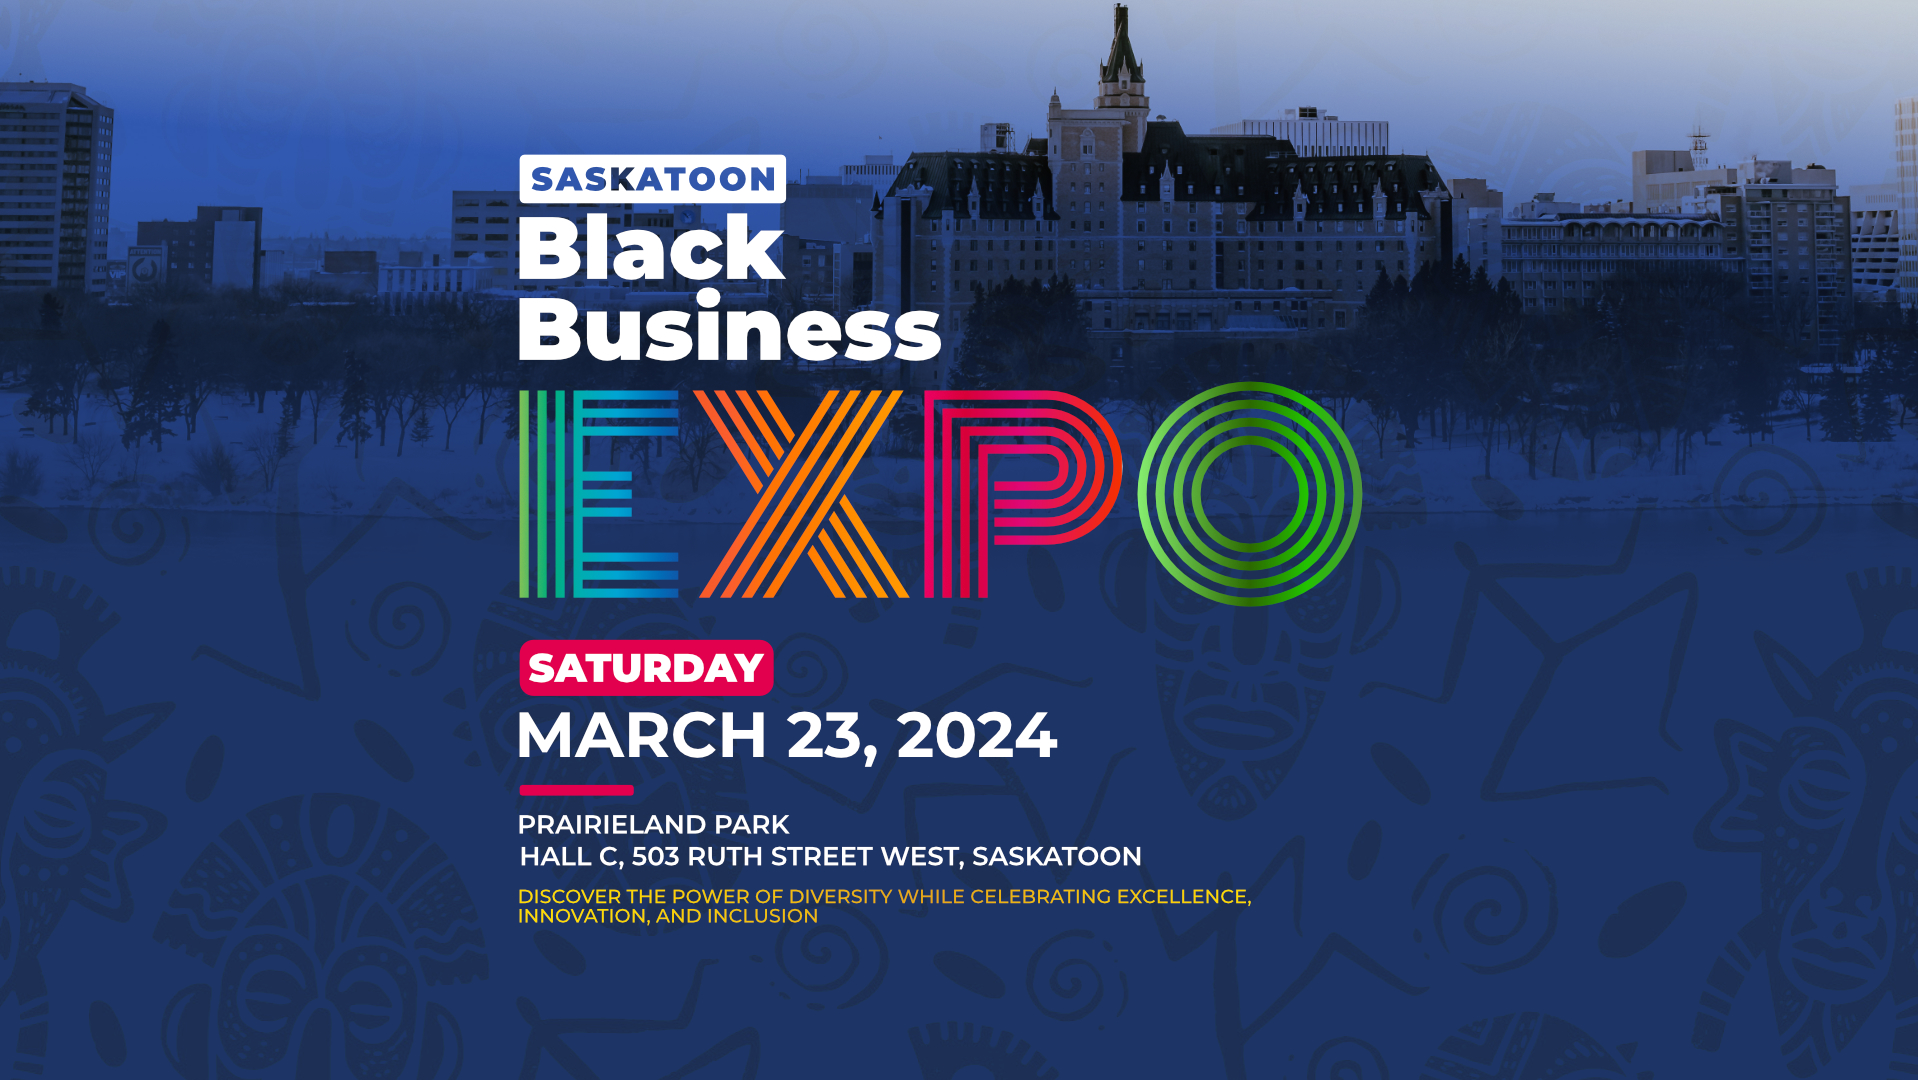 SASKATOON
Black
Business
EXPO
SATURDAY
MARCH 23, 2024
PRAIRIELAND PARK
HALL C, 503 RUTH STREET WEST, SASKATOON
DISCOVER THE POWER OF DIVERSITY WHILE CELEBRATING EXCELLENCE,
INNOVATION, AND INCLUSION